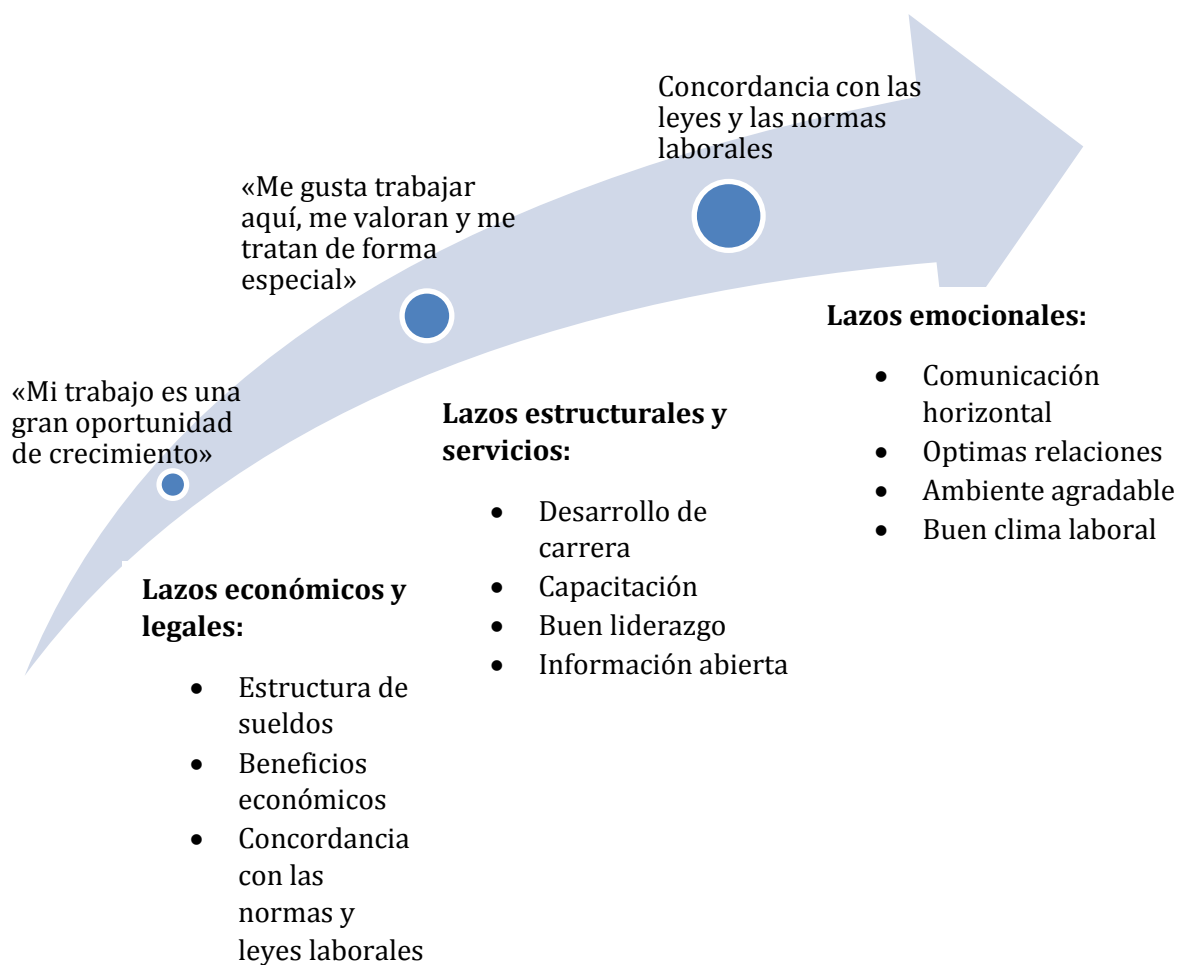 Concordancia con las
leyes y las normas
laborales
«Me gusta trabajar
aquí, me valoran y me
tratan de forma
especial»
«Mi trabajo es una
gran oportunidad
de crecimiento»
Lazos emocionales:
• Comunicación
horizontal
• Optimas relaciones
• Ambiente agradable
• Buen clima laboral
Lazos estructurales y
servicios:
• Desarrollo de
carrera
• Capacitación
• Buen liderazgo
• Información abierta
Lazos económicos y
legales:
• Estructura de
sueldos
• Beneficios
económicos
• Concordancia
con las
normas y
leyes laborales